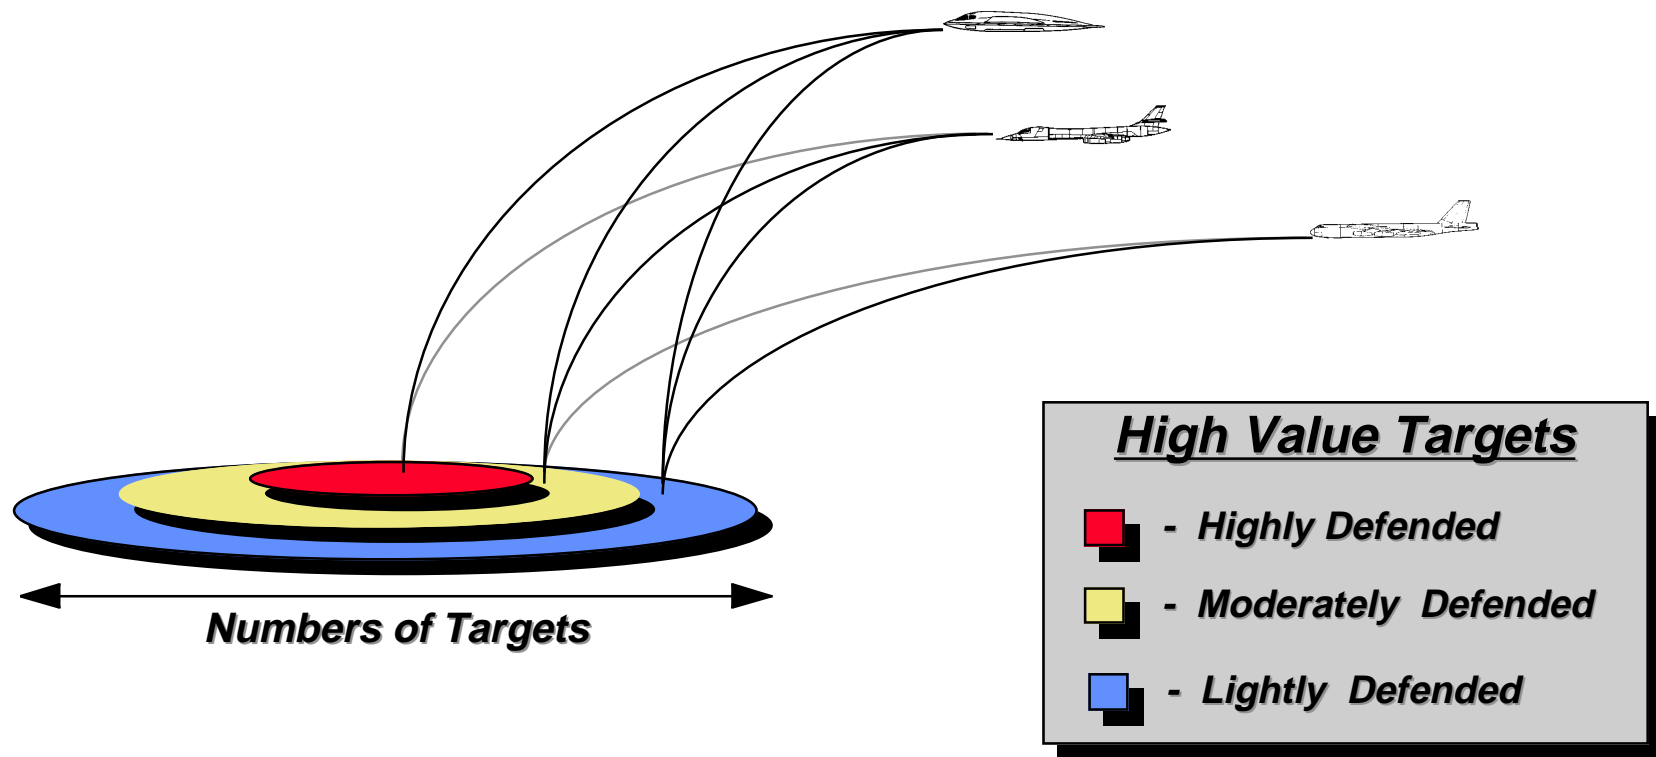 High Value Targets
- Highly Defended
- Moderately Defended
- Lightly Defended
Numbers of Targets